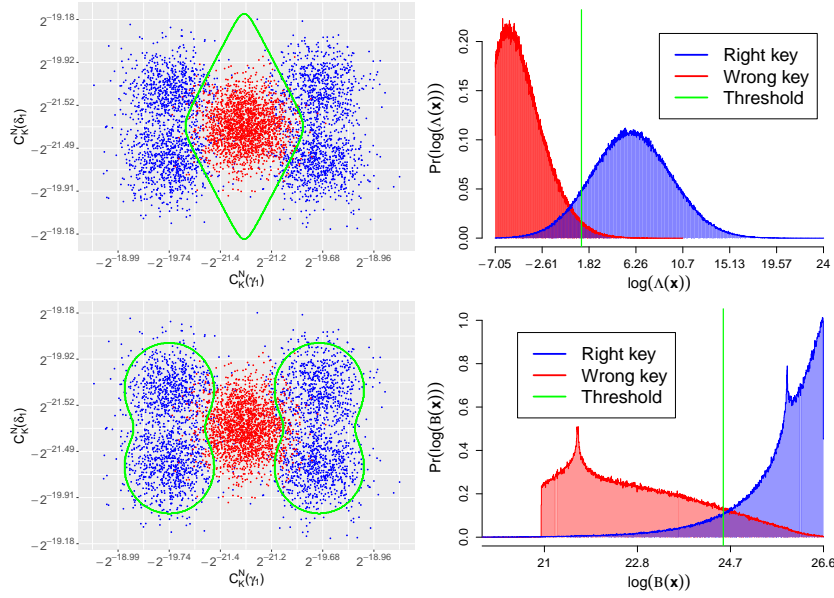 2^{-19.18}
2^{-19.92}
2^{-21.52}
-2^{-21.49}
-2^{-19.91}
-2^{-19.18}
C_K^N(δ₁)
-2^{-18.99} -2^{-19.74} -2^{-21.4} 2^{-21.2} 2^{-19.68} 2^{-18.96}
C_K^N(γ₁)
0.20
0.15
0.10
0.05
0.00
Pr(log(Λ(x)))
Right key
Wrong key
Threshold
-7.05 -2.61 1.82 6.26 10.7 15.13 19.57 24
log(Λ(x))
2^{-19.18}
2^{-19.92}
2^{-21.52}
-2^{-21.49}
-2^{-19.91}
-2^{-19.18}
C_K^N(δ₁)
-2^{-18.99} -2^{-19.74} -2^{-21.4} 2^{-21.2} 2^{-19.68} 2^{-18.96}
C_K^N(γ₁)
1.0
0.8
0.6
0.4
0.2
0.0
Pr(log(B(x)))
Right key
Wrong key
Threshold
21 22.8 24.7 26.6
log(B(x))